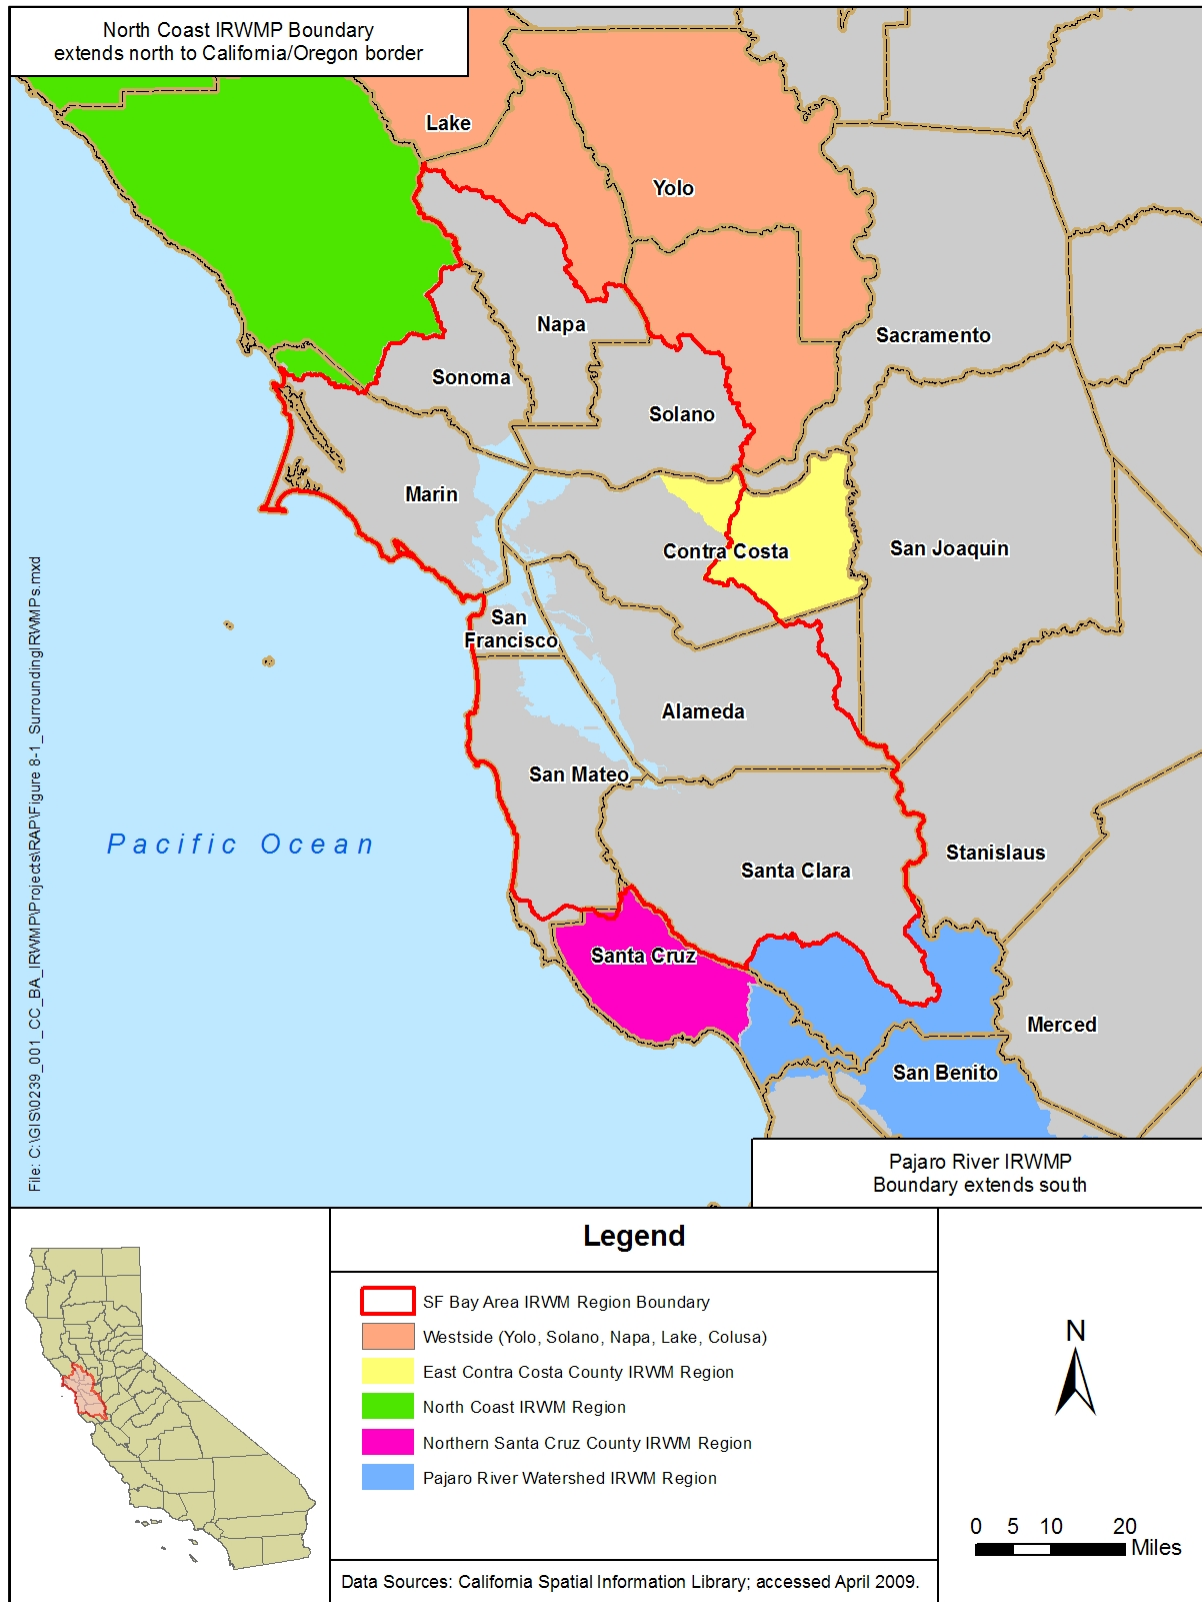 North Coast IRWMP Boundary
extends north to California/Oregon border
Lake
Yolo
Napa
Sacramento
Sonoma
Solano
Marin
Contra Costa
San Joaquin
San
Francisco
Alameda
San Mateo
Pacific Ocean
Stanislaus
Santa Clara
Santa Cruz
Merced
San Benito
Pajaro River IRWMP
Boundary extends south
File: C:\GIS\0239_001_CC_BA_IRWMP\Projects\RAP\Figure 8-1_SurroundingIRWMPs.mxd
Legend
SF Bay Area IRWM Region Boundary
Westside (Yolo, Solano, Napa, Lake, Colusa)
East Contra Costa County IRWM Region
North Coast IRWM Region
Northern Santa Cruz County IRWM Region
Pajaro River Watershed IRWM Region
Data Sources: California Spatial Information Library; accessed April 2009.
N
0 5 10 20
Miles